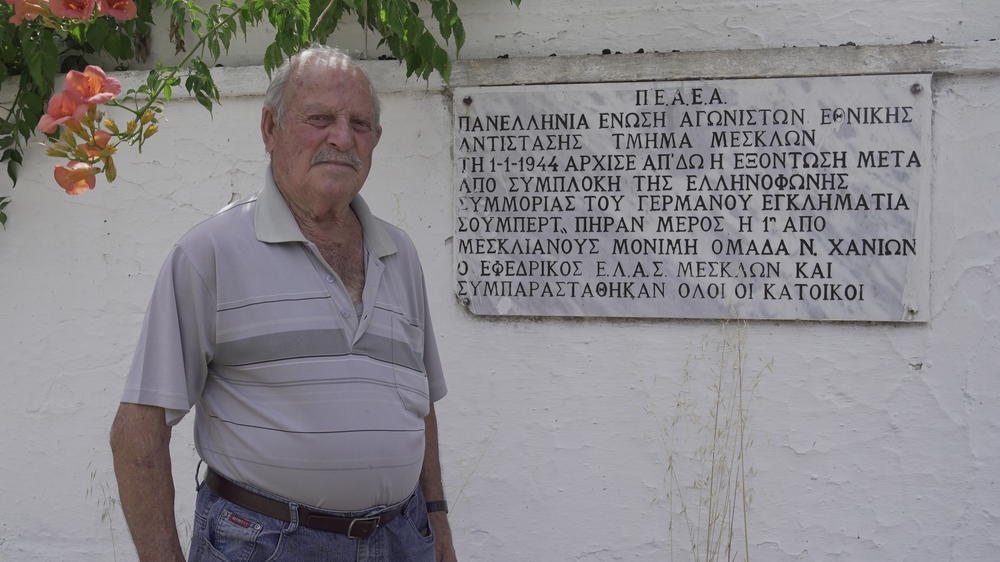 Π.Ε.Α.Ε.Α.
ΠΑΝΕΛΛΗΝΙΑ ΕΝΩΣΗ ΑΓΩΝΙΣΤΩΝ ΕΘΝΙΚΗΣ
ΑΝΤΙΣΤΑΣΗΣ ΤΜΗΜΑ ΜΕΣΚΛΩΝ
ΤΗ 1-1-1944 ΑΡΧΙΣΕ ΑΠ'ΔΩ Η ΕΞΟΝΤΩΣΗ ΜΕΤΑ
ΑΠΟ ΣΥΜΠΛΟΚΗ ΤΗΣ ΕΛΛΗΝΟΦΩΝΗΣ
ΣΥΜΜΟΡΙΑΣ ΤΟΥ ΓΕΡΜΑΝΟΥ ΕΓΚΛΗΜΑΤΙΑ
ΣΟΥΜΠΕΡΤ, ΠΗΡΑΝ ΜΕΡΟΣ Η 1η ΑΠΟ
ΜΕΣΚΛΙΑΝΟΥΣ ΜΟΝΙΜΗ ΟΜΑΔΑ Ν. ΧΑΝΙΩΝ
Ο ΕΦΕΔΡΙΚΟΣ Ε.Λ.Α.Σ. ΜΕΣΚΛΩΝ ΚΑΙ
ΣΥΜΠΑΡΑΣΤΑΘΗΚΑΝ ΟΛΟΙ ΟΙ ΚΑΤΟΙΚΟΙ